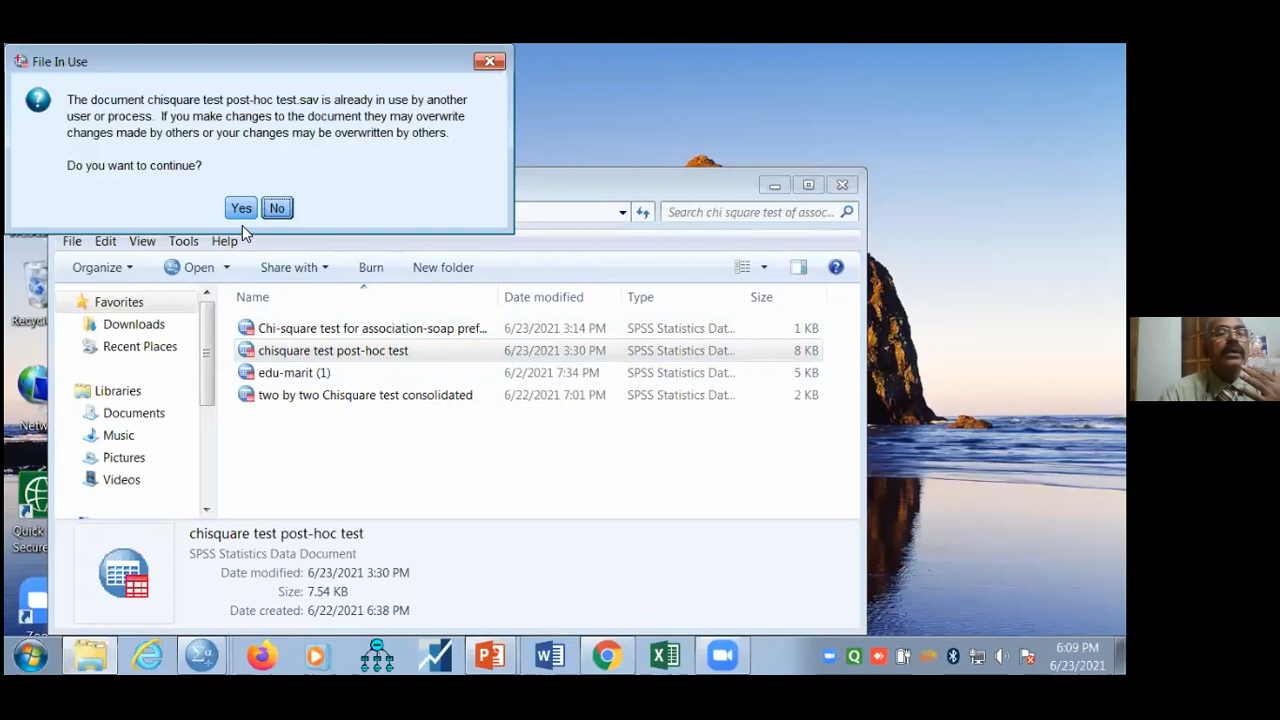 File In Use
The document chisquare test post-hoc test.sav is already in use by another
user or process. If you make changes to the document they may overwrite
changes made by others or your changes may be overwritten by others.
Do you want to continue?
Yes No
Search chi square test of assoc...
File Edit View Tools Help
Organize Open Share with Burn New folder
Name Date modified Type Size
Favorites
Downloads
Recent Places
Libraries
Documents
Music
Pictures
Videos
Chi-square test for association-soap pref... 6/23/2021 3:14 PM SPSS Statistics Dat... 1 KB
chisquare test post-hoc test 6/23/2021 3:30 PM SPSS Statistics Dat... 8 KB
edu-marit (1) 6/2/2021 7:34 PM SPSS Statistics Dat... 5 KB
two by two Chisquare test consolidated 6/22/2021 7:01 PM SPSS Statistics Dat... 2 KB
chisquare test post-hoc test
SPSS Statistics Data Document
Date modified: 6/23/2021 3:30 PM
Size: 7.54 KB
Date created: 6/22/2021 6:38 PM
Recyc
Netw
Quick
Secure
6:09 PM
6/23/2021